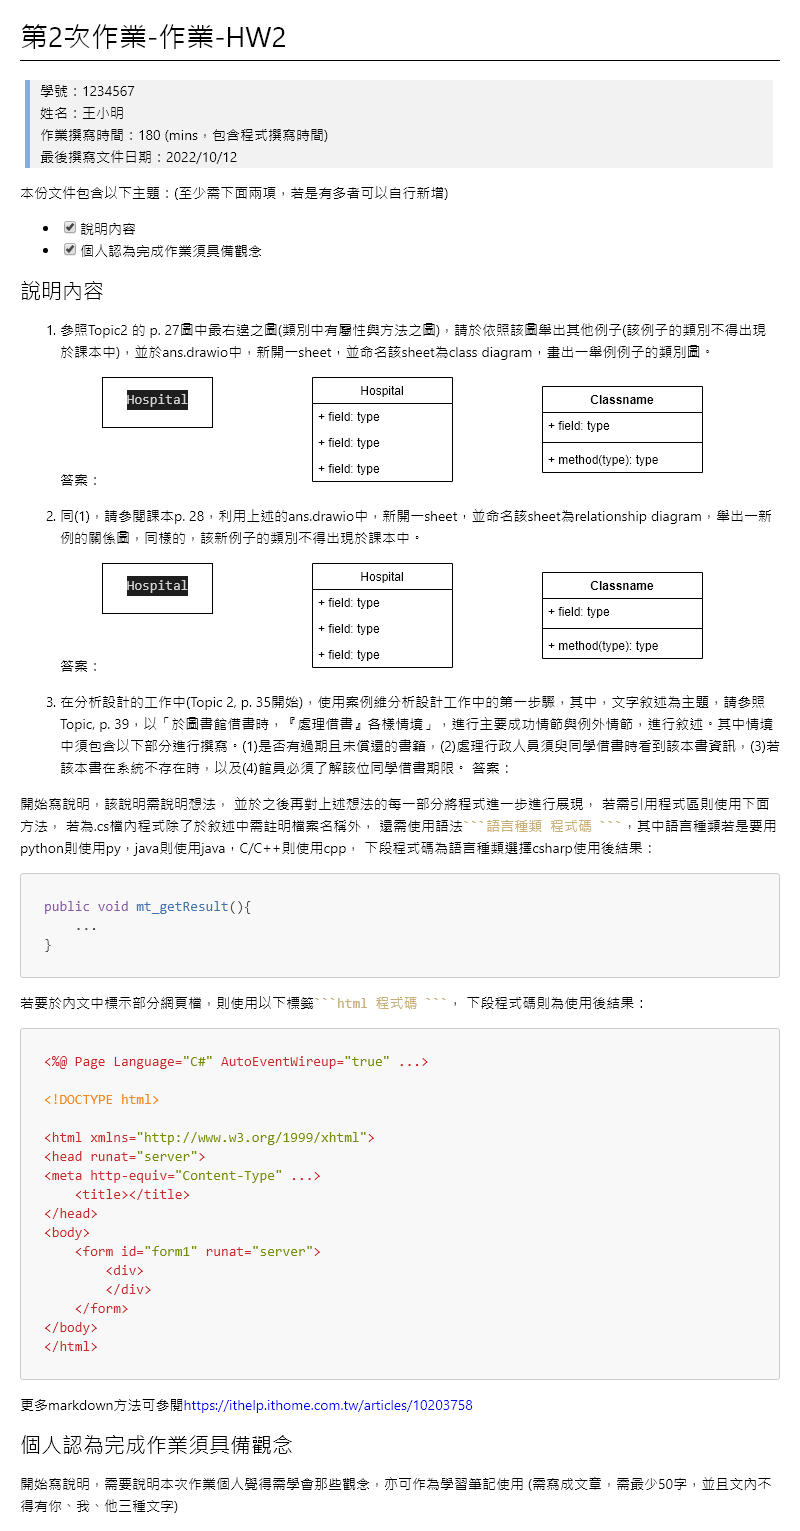 第2次作業-作業-HW2
學號：1234567
姓名：王小明
作業撰寫時間：180 (mins，包含程式撰寫時間)
最後撰寫文件日期：2022/10/12
本份文件包含以下主題：(至少需下面兩項，若是有多者可以自行新增)
說明內容
個人認為完成作業須具備觀念
說明內容
1. 參照Topic2 的 p. 27圖中最右邊之圖(類別中有屬性與方法之圖)，請於依照該圖舉出其他例子(該例子的類別不得出現
於課本中)，並於ans.drawio中，新開一sheet，並命名該sheet為class diagram，畫出一舉例例子的類別圖。
Hospital
Hospital
+ field: type
+ field: type
+ field: type
Classname
+ field: type
+ method(type): type
答案：
2. 同(1)，請參閱課本p. 28，利用上述的ans.drawio中，新開一sheet，並命名該sheet為relationship diagram，舉出一新
例的關係圖，同樣的，該新例子的類別不得出現於課本中。
Hospital
Hospital
+ field: type
+ field: type
+ field: type
Classname
+ field: type
+ method(type): type
答案：
3. 在分析設計的工作中(Topic 2, p. 35開始)，使用案例維分析設計工作中的第一步驟，其中，文字敘述為主題，請參照
Topic, p. 39，以「於圖書館借書時，『處理借書』各樣情境」，進行主要成功情節與例外情節，進行敘述。其中情境
中須包含以下部分進行撰寫。(1)是否有過期且未償還的書籍，(2)處理行政人員須與同學借書時看到該本書資訊，(3)若
該本書在系統不存在時，以及(4)館員必須了解該位同學借書期限。 答案：
開始寫說明，該說明需說明想法， 並於之後再對上述想法的每一部分將程式進一步進行展現， 若需引用程式區則使用下面
方法， 若為.cs檔內程式除了於敘述中需註明檔案名稱外， 還需使用語法```語言種類 程式碼 ```，其中語言種類若是要用
python則使用py，java則使用java，C/C++則使用cpp， 下段程式碼為語言種類選擇csharp使用後結果：
public void mt_getResult(){
    ...
}
若要於內文中標示部分網頁檔，則使用以下標籤```html 程式碼 ```， 下段程式碼則為使用後結果：
<%@ Page Language="C#" AutoEventWireup="true" ...>
<!DOCTYPE html>
<html xmlns="http://www.w3.org/1999/xhtml">
<head runat="server">
<meta http-equiv="Content-Type" ...>
    <title></title>
</head>
<body>
    <form id="form1" runat="server">
        <div>
        </div>
    </form>
</body>
</html>
更多markdown方法可參閱https://ithelp.ithome.com.tw/articles/10203758
個人認為完成作業須具備觀念
開始寫說明，需要說明本次作業個人覺得需學會那些觀念，亦可作為學習筆記使用 (需寫成文章，需最少50字，並且文內不
得有你、我、他三種文字)